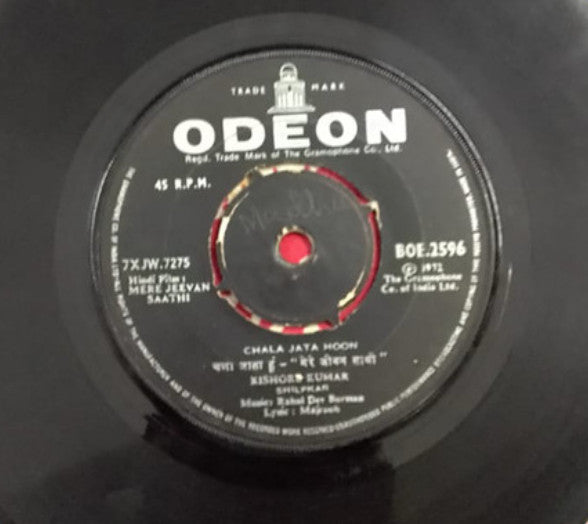 TRADE MARK
ODEON
Regd. Trade Mark of The Gramophone Co., Ltd.
45 R.P.M.
7XJW.7275
Hindi Film :
MERE JEEVAN
SAATHI
BOE.2596
Ⓟ 1972
The Gramophone
Co. of India Ltd.
CHALA JATA HOON
चला जाता हूं - "मेरे जीवन साथी"
KISHORE KUMAR
SHILPKAR
Music: Rahul Dev Burman
Lyric : Majrooh